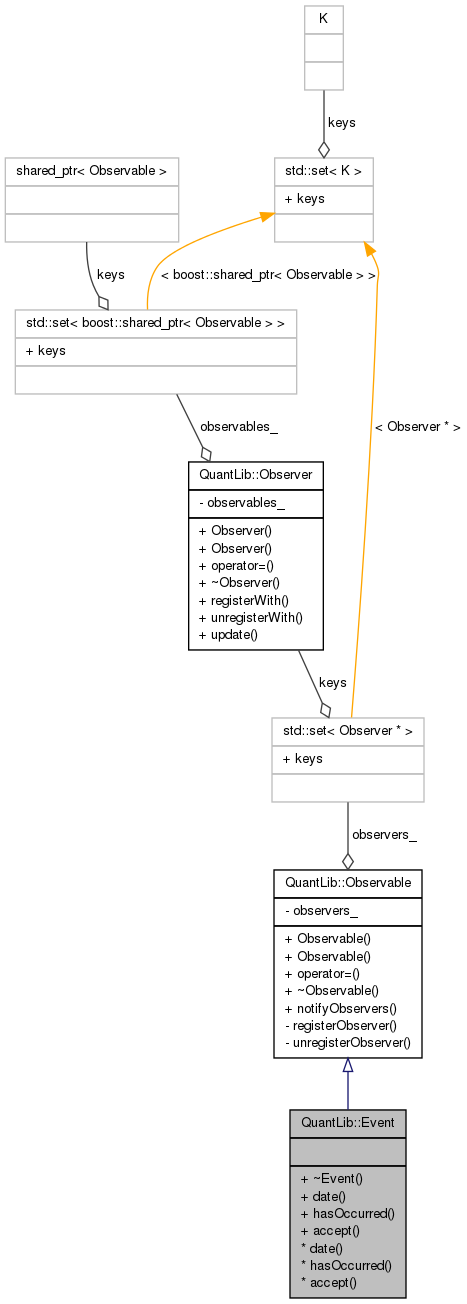 K
keys
shared_ptr< Observable >
std::set< K >
+ keys
keys
< boost::shared_ptr< Observable > >
std::set< boost::shared_ptr< Observable > >
+ keys
< Observer * >
observables_
QuantLib::Observer
- observables_
+ Observer()
+ Observer()
+ operator=()
+ ~Observer()
+ registerWith()
+ unregisterWith()
+ update()
keys
std::set< Observer * >
+ keys
observers_
QuantLib::Observable
- observers_
+ Observable()
+ Observable()
+ operator=()
+ ~Observable()
+ notifyObservers()
- registerObserver()
- unregisterObserver()
QuantLib::Event
+ ~Event()
+ date()
+ hasOccurred()
+ accept()
* date()
* hasOccurred()
* accept()